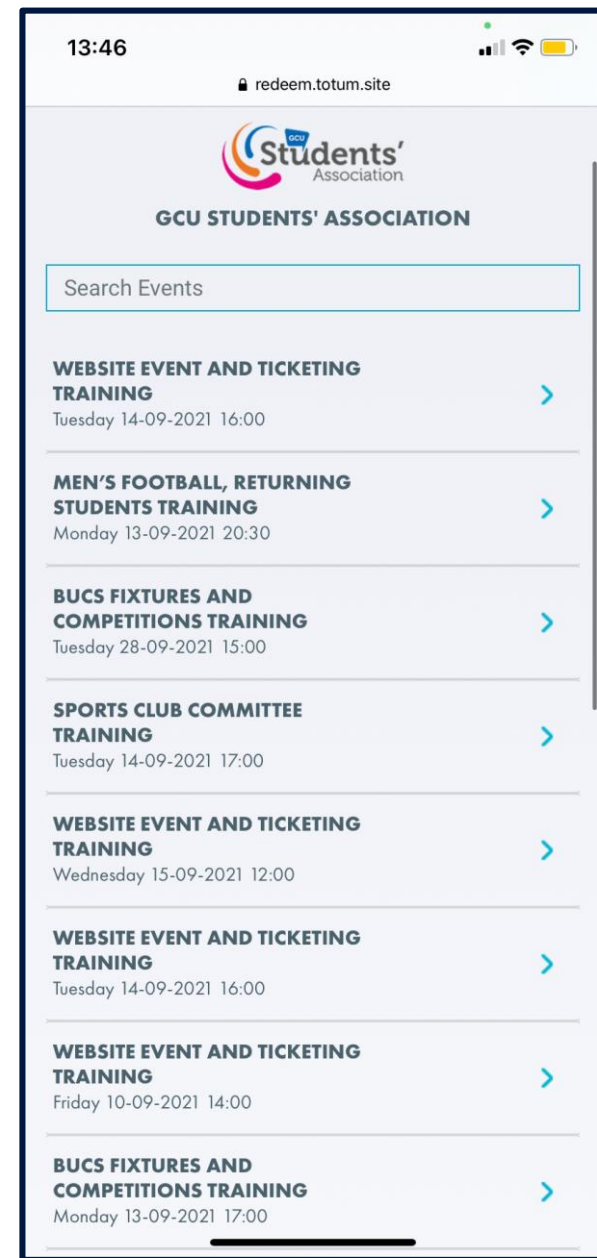 13:46
redeem.totum.site
GCU
Students'
Association
GCU STUDENTS' ASSOCIATION
Search Events
WEBSITE EVENT AND TICKETING
TRAINING
Tuesday 14-09-2021 16:00
MEN'S FOOTBALL, RETURNING
STUDENTS TRAINING
Monday 13-09-2021 20:30
BUCS FIXTURES AND
COMPETITIONS TRAINING
Tuesday 28-09-2021 15:00
SPORTS CLUB COMMITTEE
TRAINING
Tuesday 14-09-2021 17:00
WEBSITE EVENT AND TICKETING
TRAINING
Wednesday 15-09-2021 12:00
WEBSITE EVENT AND TICKETING
TRAINING
Tuesday 14-09-2021 16:00
WEBSITE EVENT AND TICKETING
TRAINING
Friday 10-09-2021 14:00
BUCS FIXTURES AND
COMPETITIONS TRAINING
Monday 13-09-2021 17:00